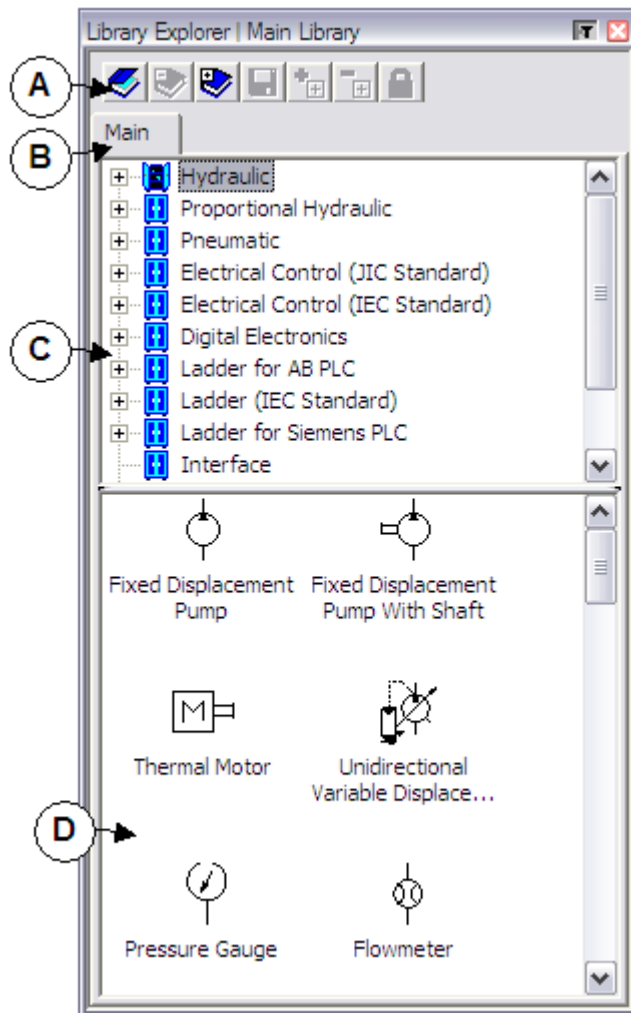 Library Explorer | Main Library
A
B
Main
Hydraulic
Proportional Hydraulic
Pneumatic
Electrical Control (JIC Standard)
Electrical Control (IEC Standard)
C
Digital Electronics
Ladder for AB PLC
Ladder (IEC Standard)
Ladder for Siemens PLC
Interface
Fixed Displacement
Pump
Fixed Displacement
Pump With Shaft
M
Thermal Motor
Unidirectional
Variable Displace...
D
Pressure Gauge
Flowmeter